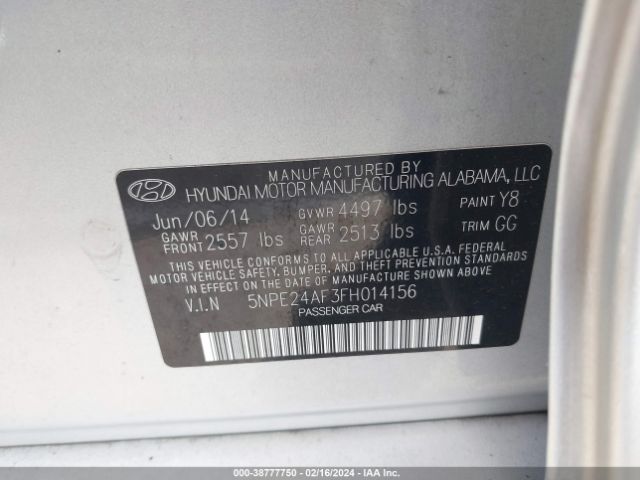 MANUFACTURED BY
HYUNDAI MOTOR MANUFACTURING ALABAMA, LLC
Jun/06/14 GVWR 4497 lbs PAINT Y8
GAWR FRONT 2557 lbs GAWR REAR 2513 lbs TRIM GG
THIS VEHICLE CONFORMS TO ALL APPLICABLE U.S.A. FEDERAL
MOTOR VEHICLE SAFETY, BUMPER, AND THEFT PREVENTION STANDARDS
IN EFFECT ON THE DATE OF MANUFACTURE SHOWN ABOVE.
V.I.N 5NPE24AF3FH014156
PASSENGER CAR
000-38777750 - 02/16/2024 - IAA Inc.